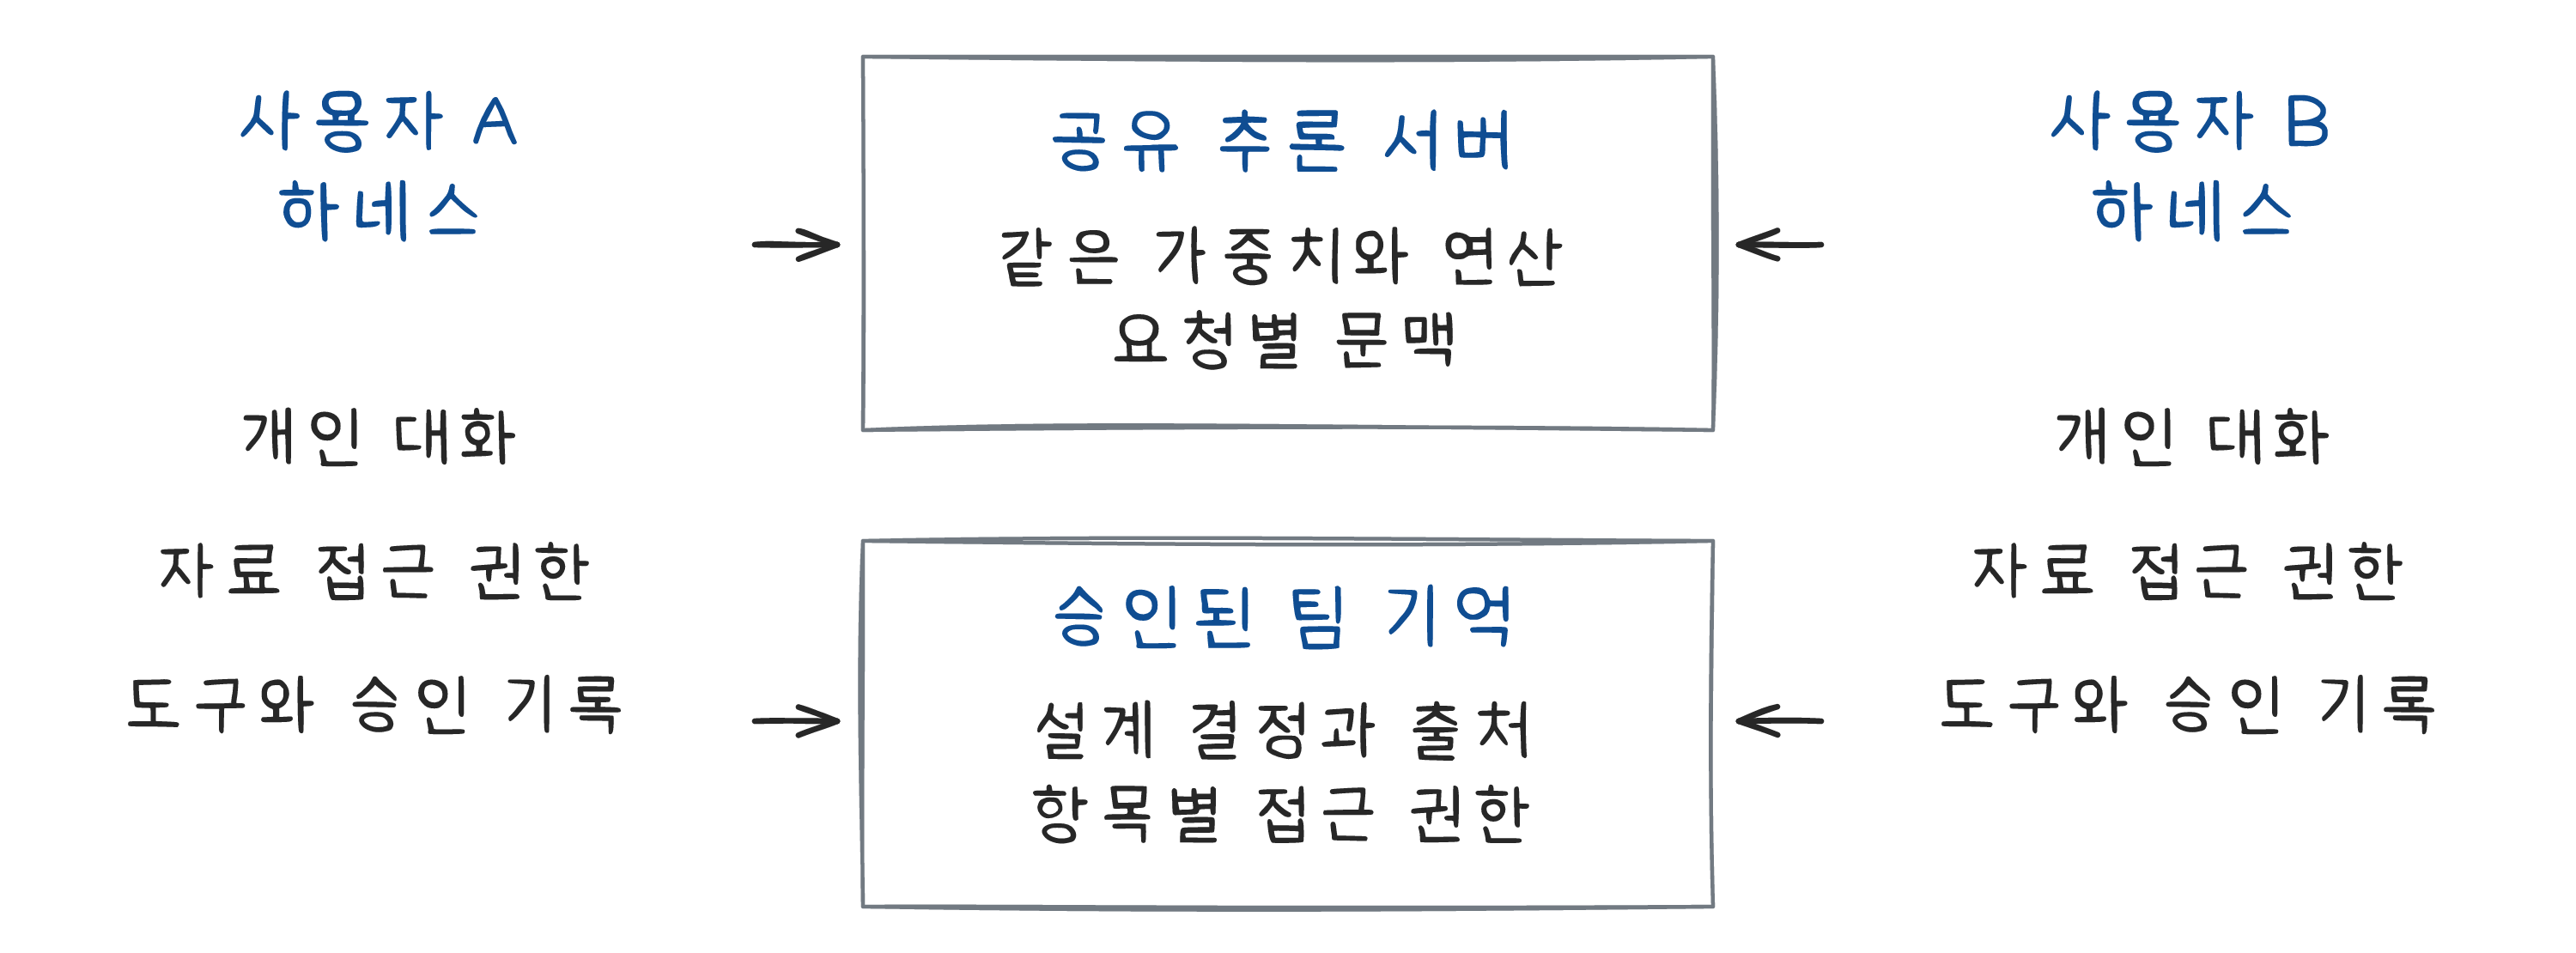 사용자 A
하네스
개인 대화
자료 접근 권한
도구와 승인 기록
공유 추론 서버
같은 가중치와 연산
요청별 문맥
승인된 팀 기억
설계 결정과 출처
항목별 접근 권한
사용자 B
하네스
개인 대화
자료 접근 권한
도구와 승인 기록